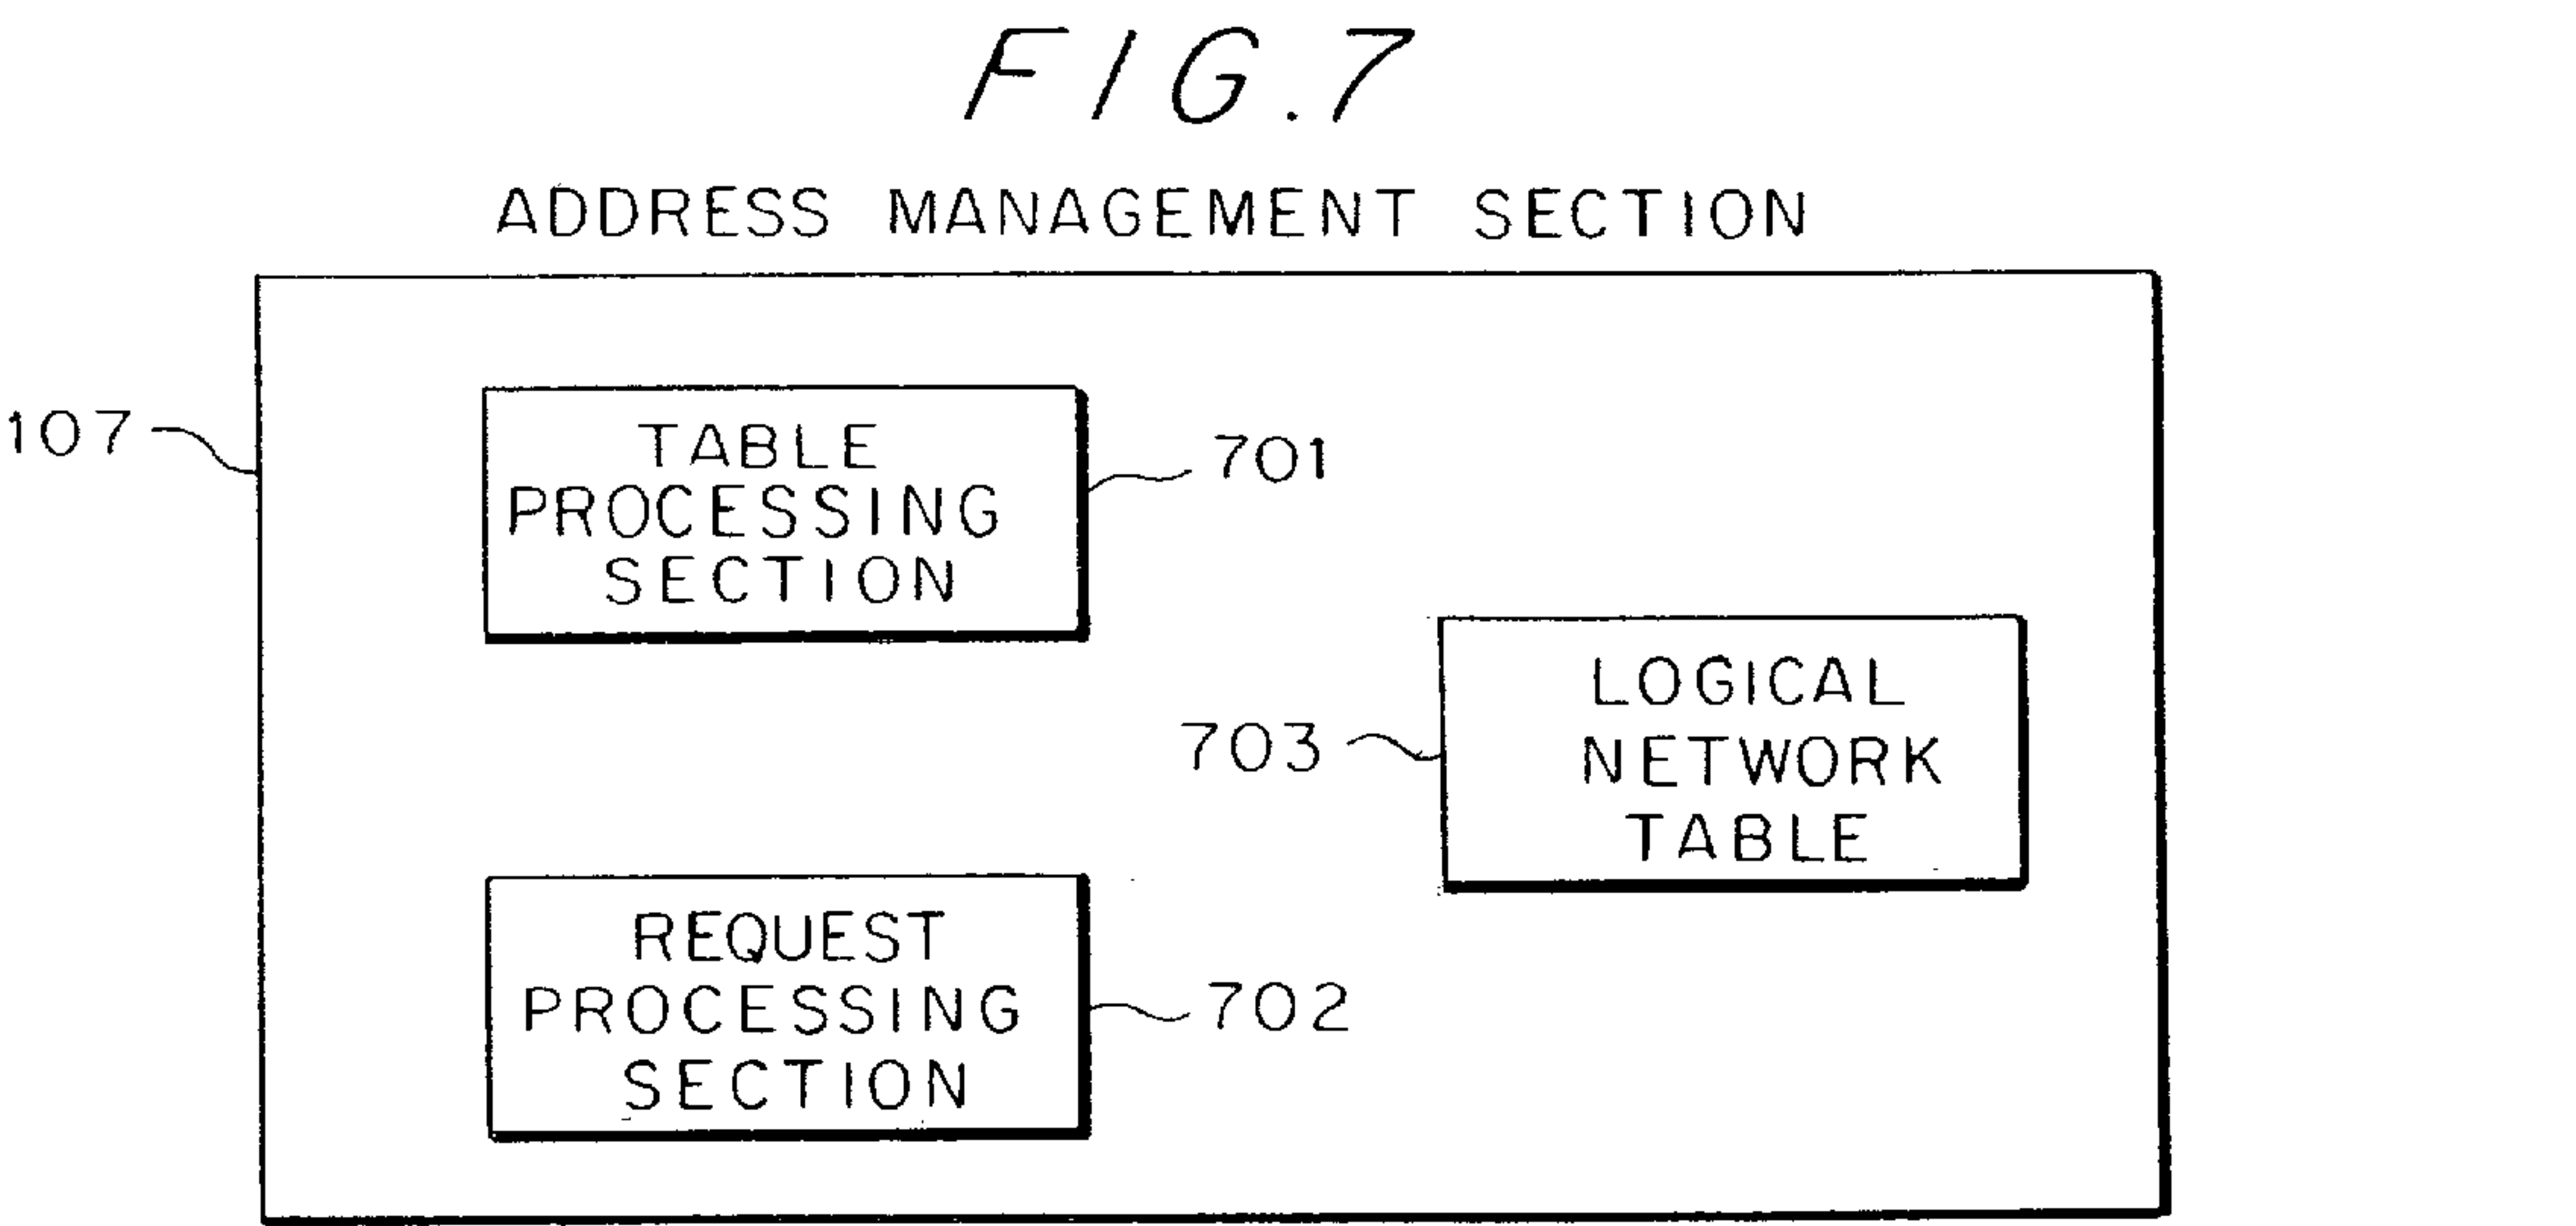 FIG. 7
ADDRESS MANAGEMENT SECTION
107
TABLE
PROCESSING
SECTION
701
703
LOGICAL
NETWORK
TABLE
REQUEST
PROCESSING
SECTION
702